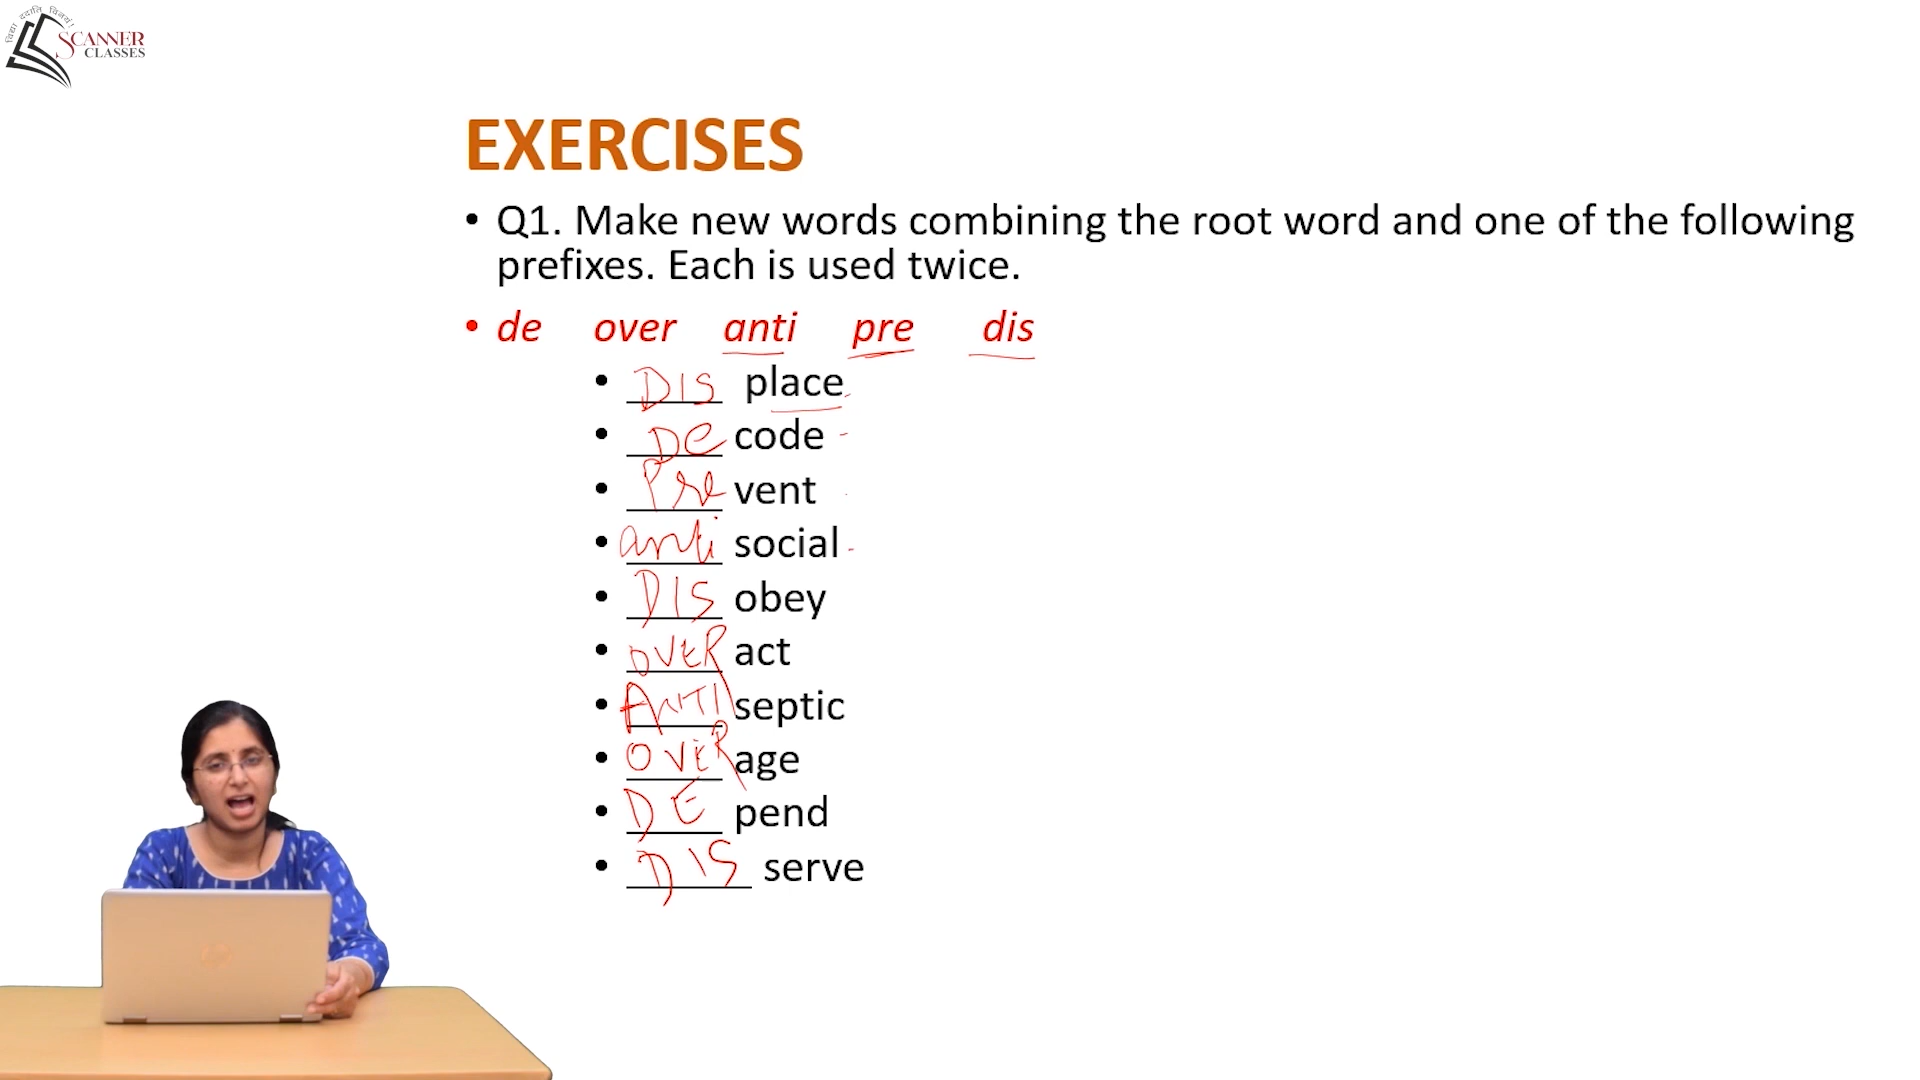 विद्या ददाति विनयं!
SCANNER
CLASSES
EXERCISES
• Q1. Make new words combining the root word and one of the following
prefixes. Each is used twice.
• de over anti pre dis
• DIS place
• De code
• Pre vent
• anti social
• DIS obey
• OVER act
• ANTI septic
• OVER age
• DE pend
• DIS serve